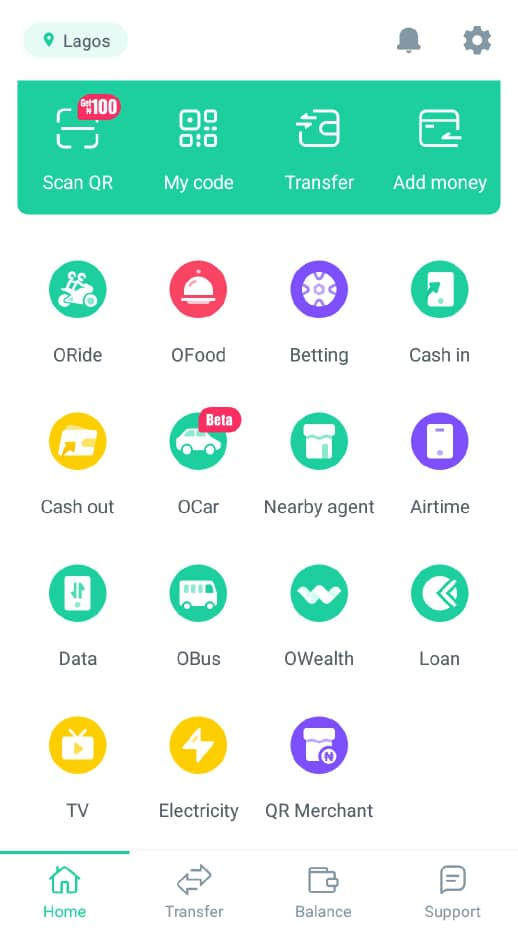 Lagos
Get ₦100
Scan QR
My code
Transfer
Add money
ORide
OFood
Betting
Cash in
Beta
Cash out
OCar
Nearby agent
Airtime
Data
OBus
OWealth
Loan
₦
TV
Electricity
QR Merchant
Home
Transfer
Balance
Support